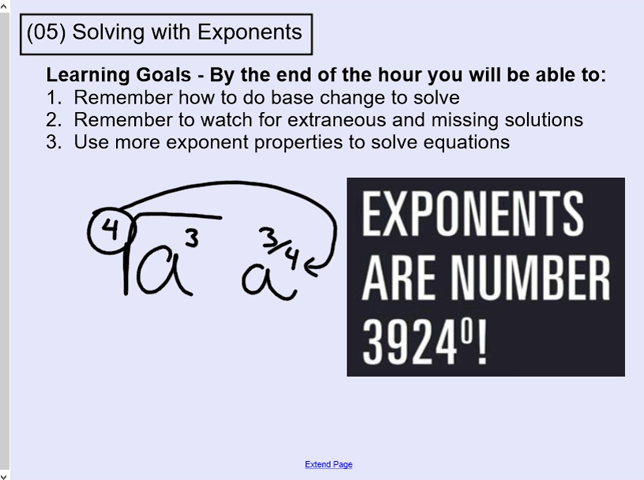 (05) Solving with Exponents
Learning Goals - By the end of the hour you will be able to:
1. Remember how to do base change to solve
2. Remember to watch for extraneous and missing solutions
3. Use more exponent properties to solve equations
⁴√a³ a^3/4
EXPONENTS
ARE NUMBER
3924⁰!
Extend Page